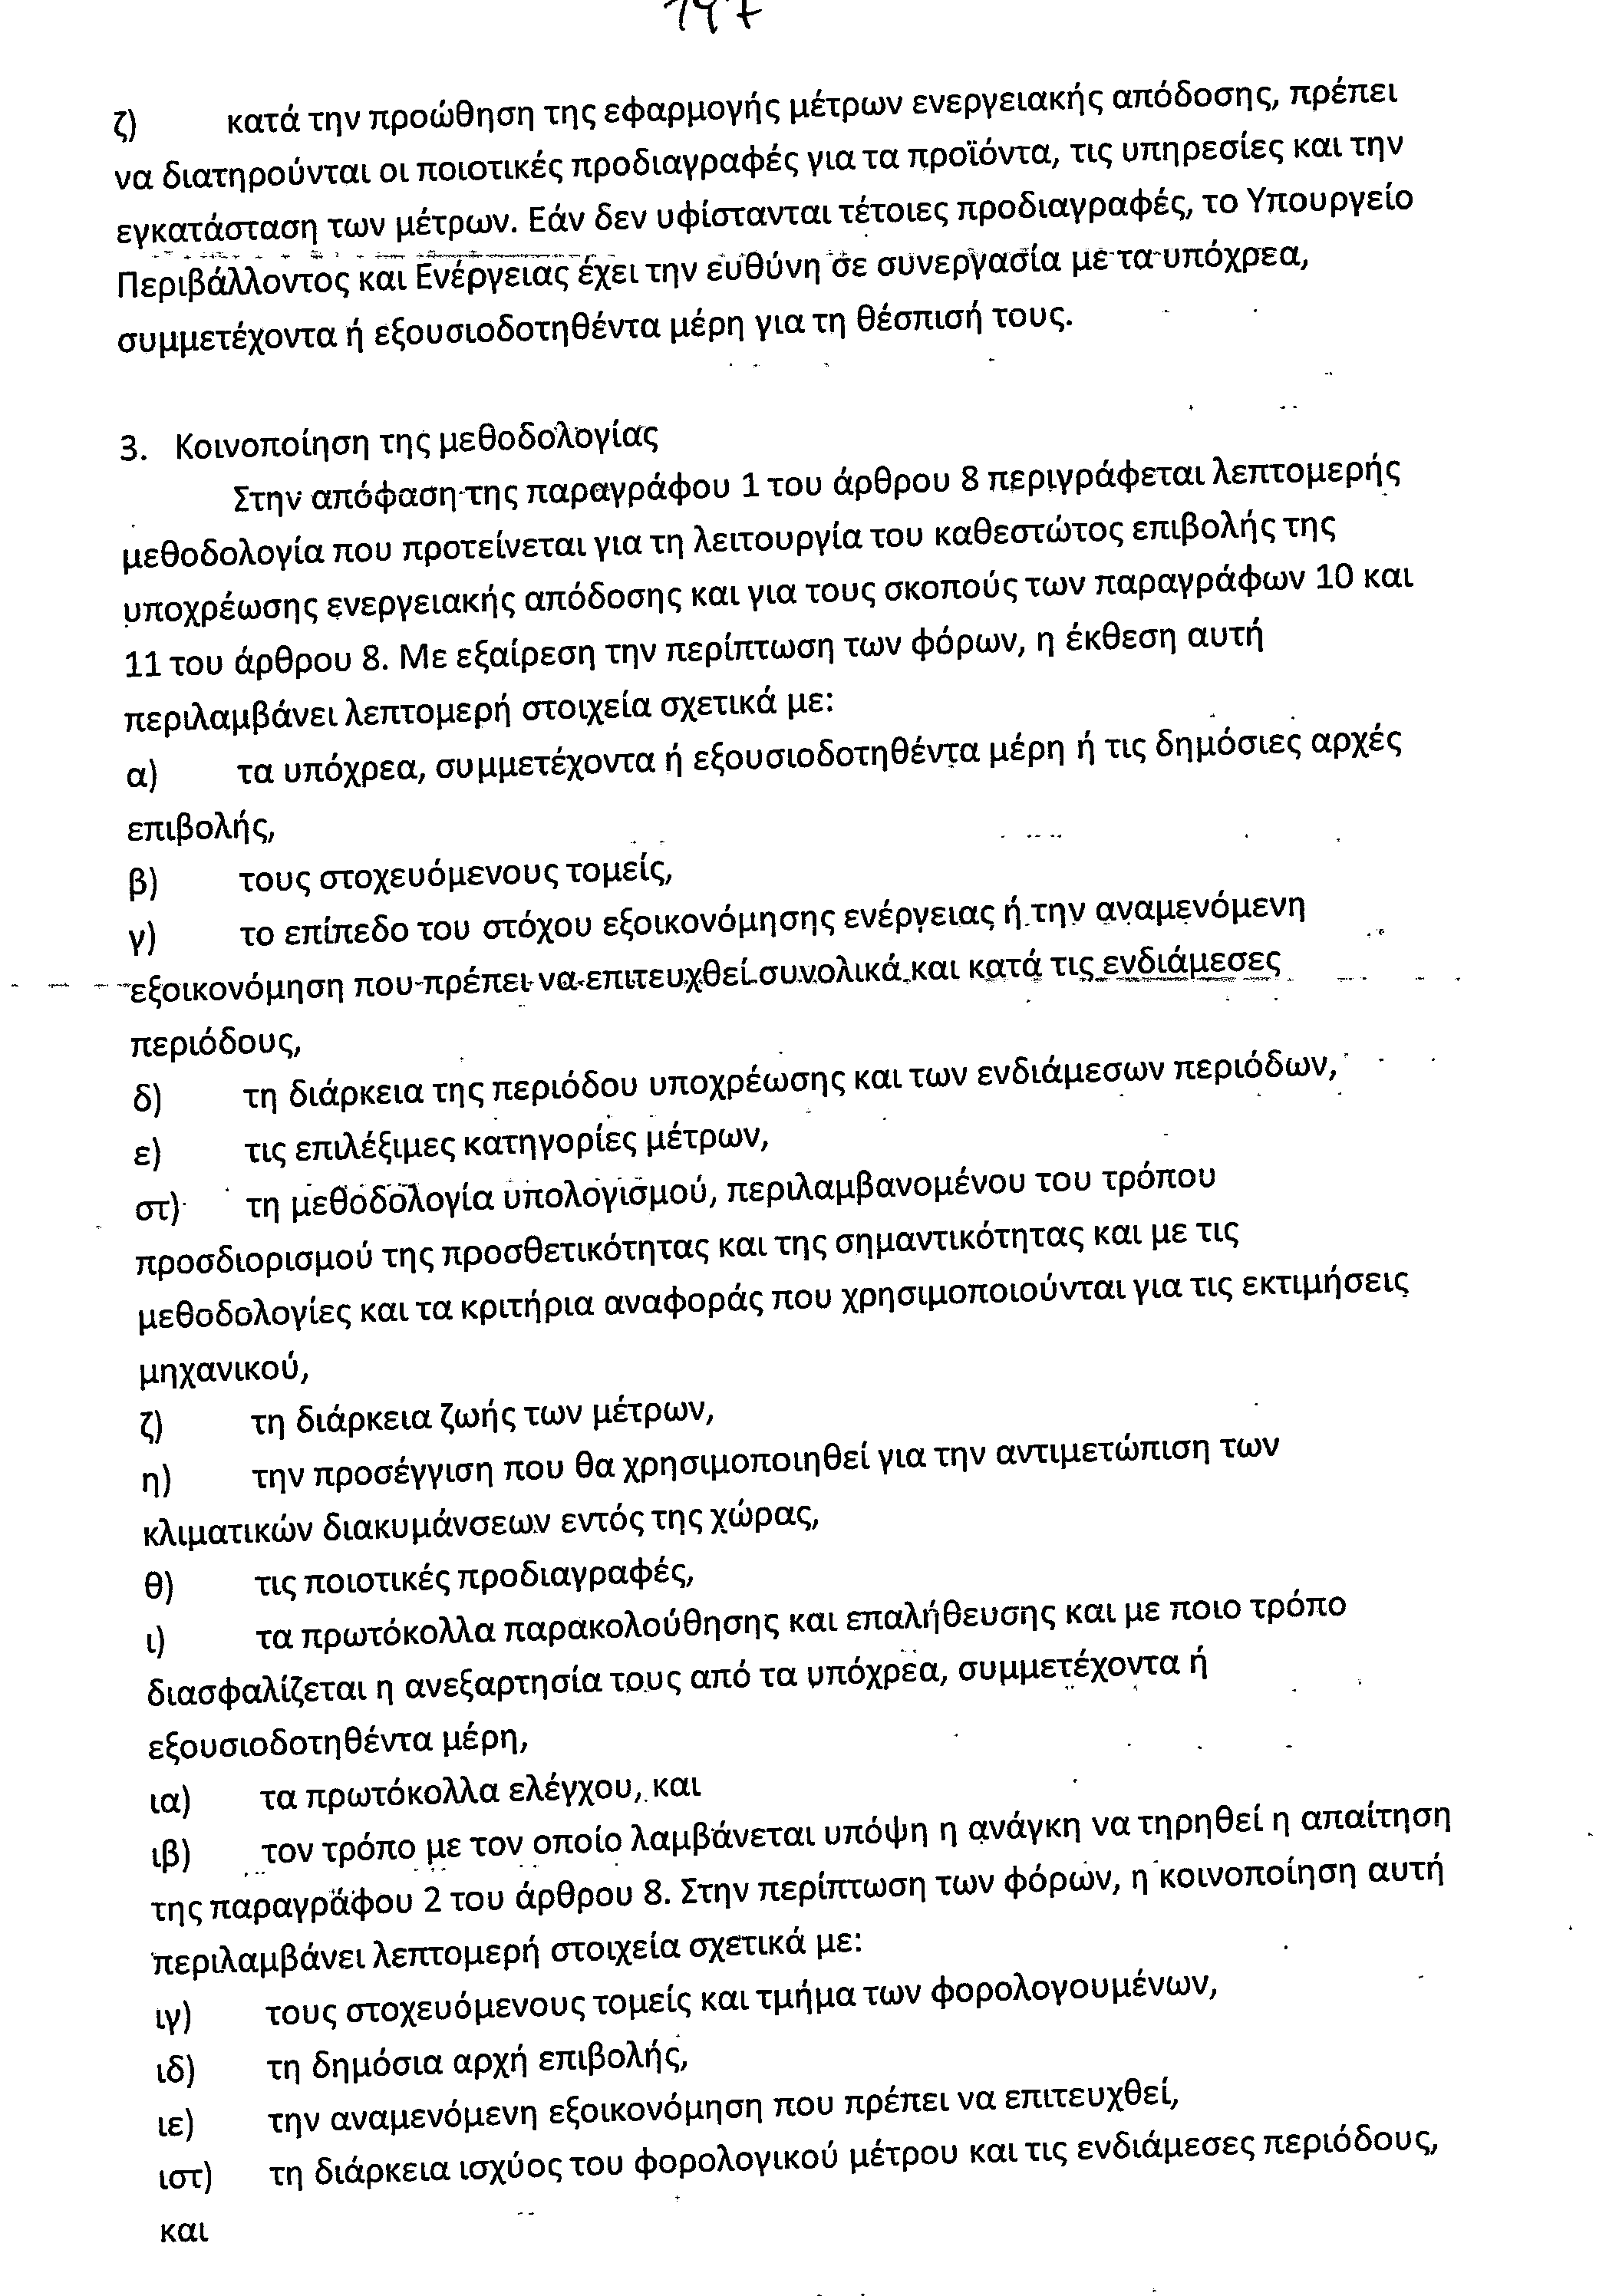 ζ) κατά την προώθηση της εφαρμογής μέτρων ενεργειακής απόδοσης, πρέπει
να διατηρούνται οι ποιοτικές προδιαγραφές για τα προϊόντα, τις υπηρεσίες και την
εγκατάσταση των μέτρων. Εάν δεν υφίστανται τέτοιες προδιαγραφές, το Υπουργείο
Περιβάλλοντος και Ενέργειας έχει την ευθύνη σε συνεργασία με τα υπόχρεα,
συμμετέχοντα ή εξουσιοδοτηθέντα μέρη για τη θέσπισή τους.
3. Κοινοποίηση της μεθοδολογίας
Στην απόφαση της παραγράφου 1 του άρθρου 8 περιγράφεται λεπτομερής
μεθοδολογία που προτείνεται για τη λειτουργία του καθεστώτος επιβολής της
υποχρέωσης ενεργειακής απόδοσης και για τους σκοπούς των παραγράφων 10 και
11 του άρθρου 8. Με εξαίρεση την περίπτωση των φόρων, η έκθεση αυτή
περιλαμβάνει λεπτομερή στοιχεία σχετικά με:
α) τα υπόχρεα, συμμετέχοντα ή εξουσιοδοτηθέντα μέρη ή τις δημόσιες αρχές
επιβολής,
β) τους στοχευόμενους τομείς,
γ) το επίπεδο του στόχου εξοικονόμησης ενέργειας ή την αναμενόμενη
εξοικονόμηση που πρέπει να επιτευχθεί συνολικά και κατά τις ενδιάμεσες
περιόδους,
δ) τη διάρκεια της περιόδου υποχρέωσης και των ενδιάμεσων περιόδων,
ε) τις επιλέξιμες κατηγορίες μέτρων,
στ) τη μεθοδολογία υπολογισμού, περιλαμβανομένου του τρόπου
προσδιορισμού της προσθετικότητας και της σημαντικότητας και με τις
μεθοδολογίες και τα κριτήρια αναφοράς που χρησιμοποιούνται για τις εκτιμήσεις
μηχανικού,
ζ) τη διάρκεια ζωής των μέτρων,
η) την προσέγγιση που θα χρησιμοποιηθεί για την αντιμετώπιση των
κλιματικών διακυμάνσεων εντός της χώρας,
θ) τις ποιοτικές προδιαγραφές,
ι) τα πρωτόκολλα παρακολούθησης και επαλήθευσης και με ποιο τρόπο
διασφαλίζεται η ανεξαρτησία τους από τα υπόχρεα, συμμετέχοντα ή
εξουσιοδοτηθέντα μέρη,
ια) τα πρωτόκολλα ελέγχου, και
ιβ) τον τρόπο με τον οποίο λαμβάνεται υπόψη η ανάγκη να τηρηθεί η απαίτηση
της παραγράφου 2 του άρθρου 8. Στην περίπτωση των φόρων, η κοινοποίηση αυτή
περιλαμβάνει λεπτομερή στοιχεία σχετικά με:
ιγ) τους στοχευόμενους τομείς και τμήμα των φορολογουμένων,
ιδ) τη δημόσια αρχή επιβολής,
ιε) την αναμενόμενη εξοικονόμηση που πρέπει να επιτευχθεί,
ιστ) τη διάρκεια ισχύος του φορολογικού μέτρου και τις ενδιάμεσες περιόδους,
και